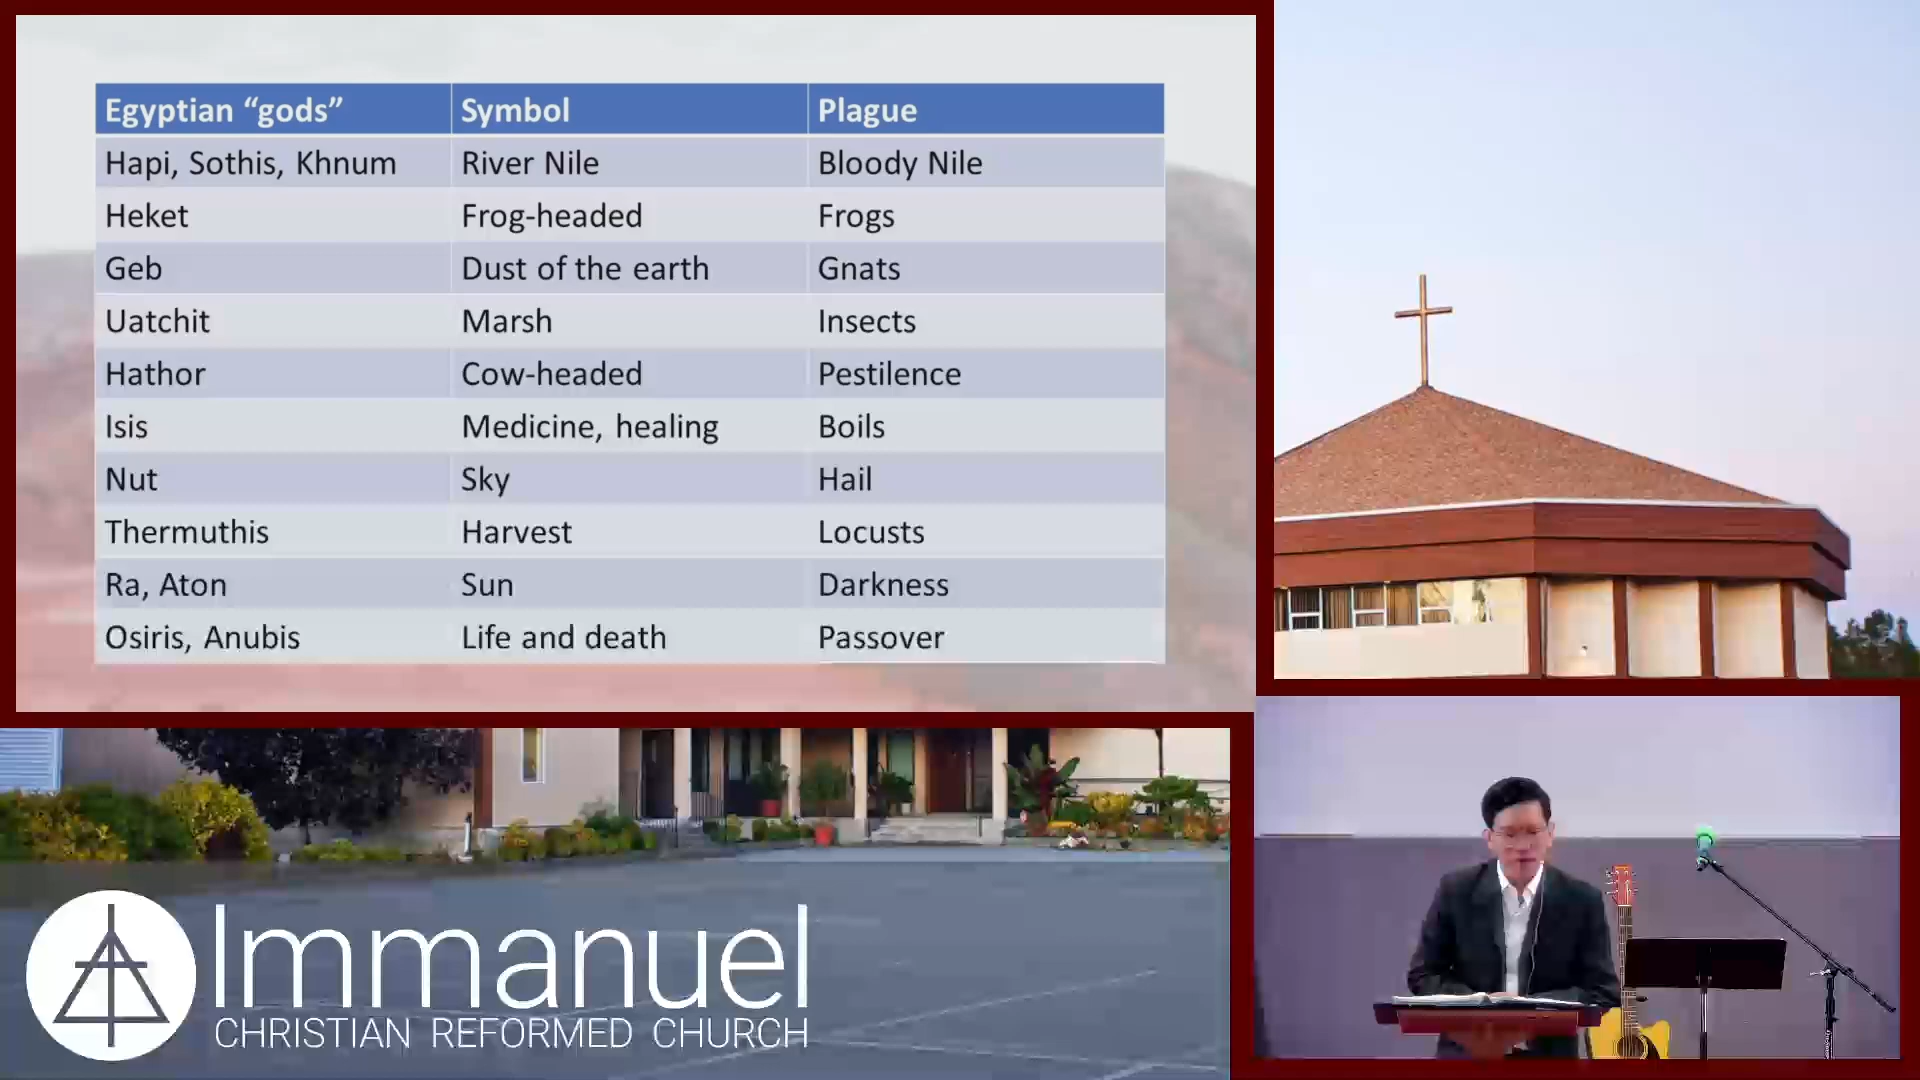 Egyptian “gods” Symbol Plague
Hapi, Sothis, Khnum River Nile Bloody Nile
Heket Frog-headed Frogs
Geb Dust of the earth Gnats
Uatchit Marsh Insects
Hathor Cow-headed Pestilence
Isis Medicine, healing Boils
Nut Sky Hail
Thermuthis Harvest Locusts
Ra, Aton Sun Darkness
Osiris, Anubis Life and death Passover
Immanuel
CHRISTIAN REFORMED CHURCH